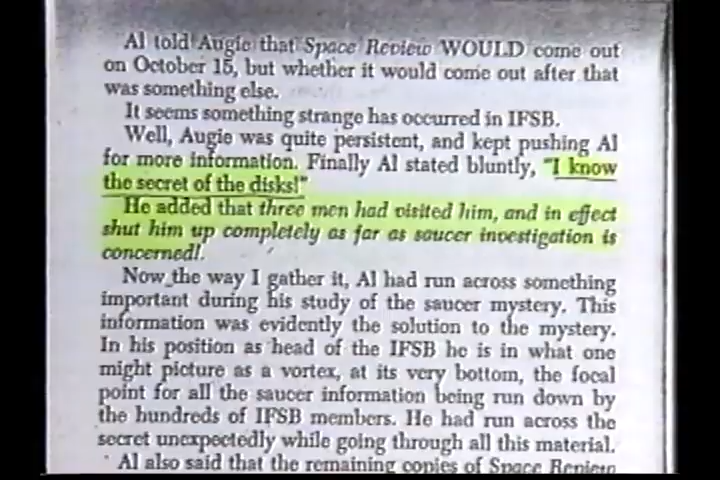 Al told Augie that Space Review WOULD come out
on October 15, but whether it would come out after that
was something else.
It seems something strange has occurred in IFSB.
Well, Augie was quite persistent, and kept pushing Al
for more information. Finally Al stated bluntly, "I know
the secret of the disks!"
He added that three men had visited him, and in effect
shut him up completely as far as saucer investigation is
concerned!
Now the way I gather it, Al had run across something
important during his study of the saucer mystery. This
information was evidently the solution to the mystery.
In his position as head of the IFSB he is in what one
might picture as a vortex, at its very bottom, the focal
point for all the saucer information being run down by
the hundreds of IFSB members. He had run across the
secret unexpectedly while going through all this material.
Al also said that the remaining copies of Space Review